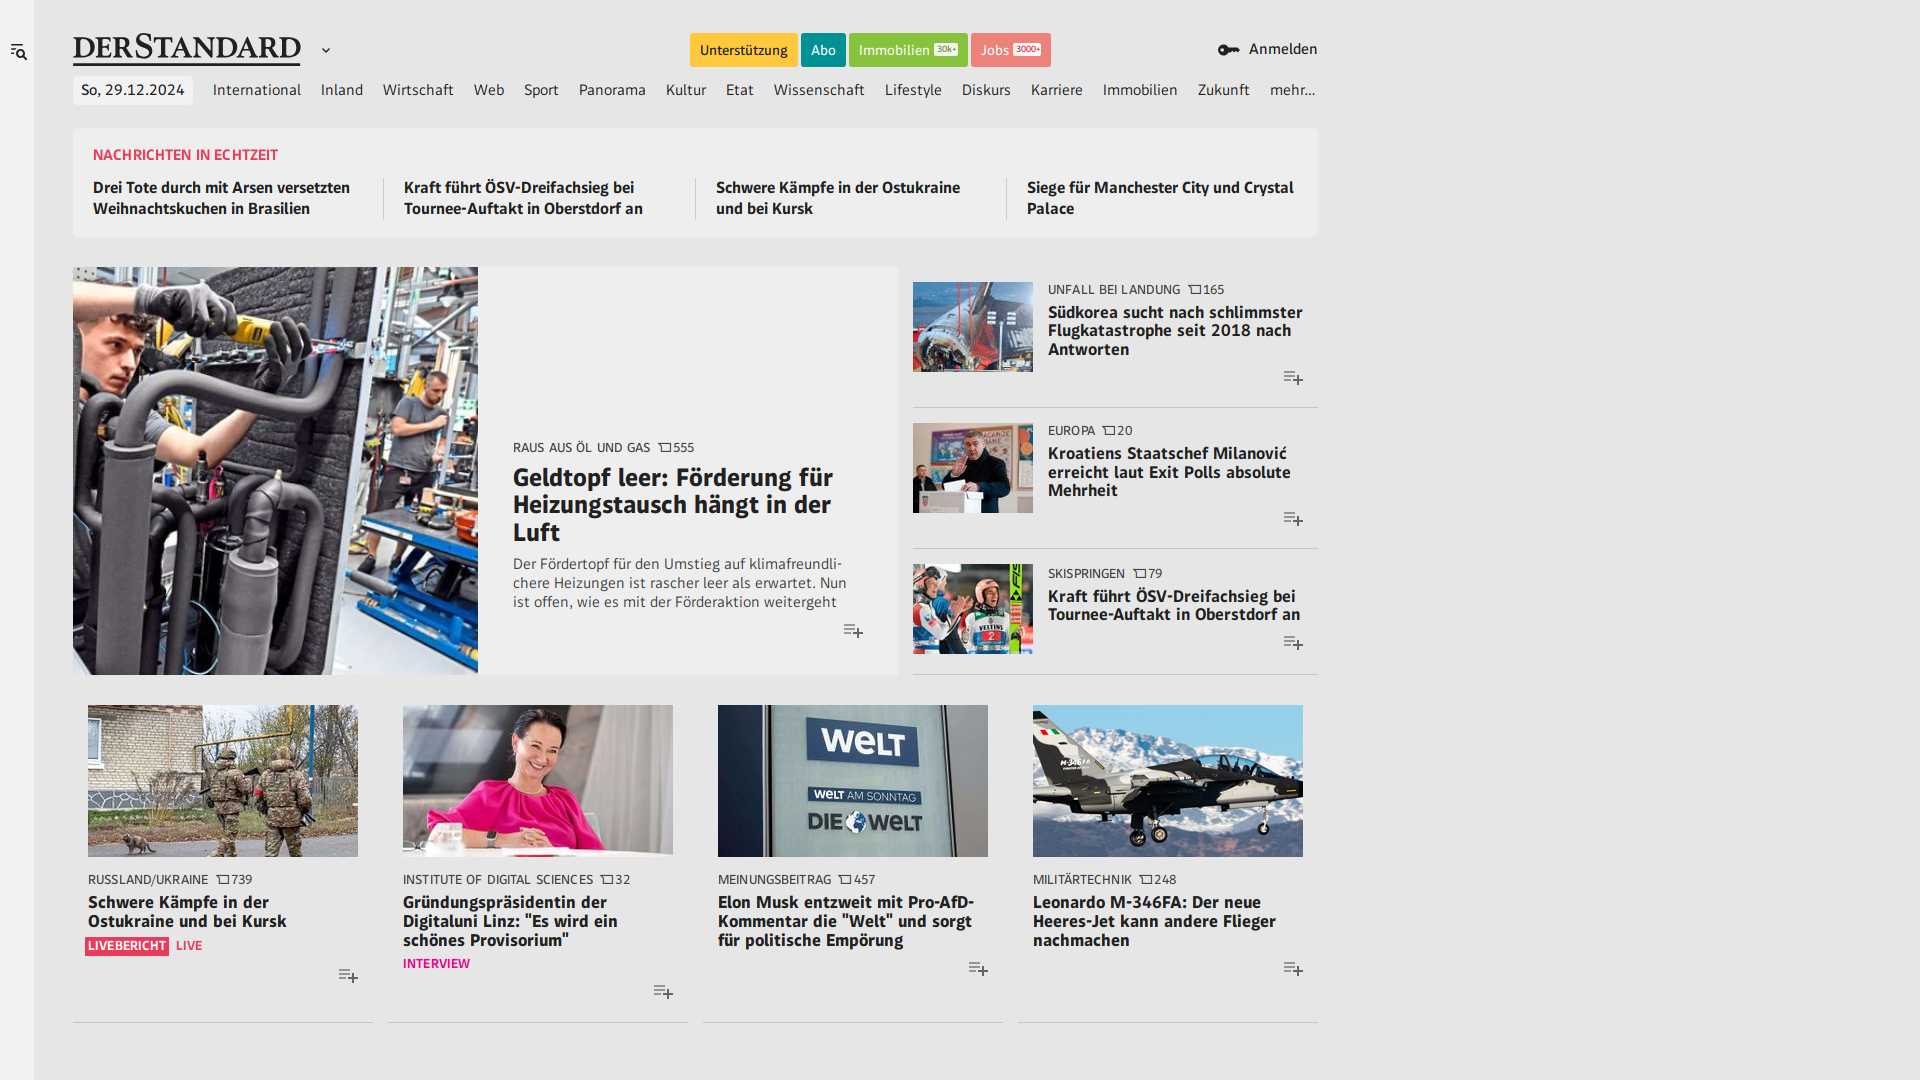 DERSTANDARD
Unterstützung
Abo
Immobilien 30k+
Jobs 3000+
Anmelden
So, 29.12.2024
International
Inland
Wirtschaft
Web
Sport
Panorama
Kultur
Etat
Wissenschaft
Lifestyle
Diskurs
Karriere
Immobilien
Zukunft
mehr…
NACHRICHTEN IN ECHTZEIT
Drei Tote durch mit Arsen versetzten
Weihnachtskuchen in Brasilien
Kraft führt ÖSV-Dreifachsieg bei
Tournee-Auftakt in Oberstdorf an
Schwere Kämpfe in der Ostukraine
und bei Kursk
Siege für Manchester City und Crystal
Palace
RAUS AUS ÖL UND GAS 555
Geldtopf leer: Förderung für
Heizungstausch hängt in der
Luft
Der Fördertopf für den Umstieg auf klimafreundli-
chere Heizungen ist rascher leer als erwartet. Nun
ist offen, wie es mit der Förderaktion weitergeht
UNFALL BEI LANDUNG 165
Südkorea sucht nach schlimmster
Flugkatastrophe seit 2018 nach
Antworten
EUROPA 20
Kroatiens Staatschef Milanović
erreicht laut Exit Polls absolute
Mehrheit
SKISPRINGEN 79
Kraft führt ÖSV-Dreifachsieg bei
Tournee-Auftakt in Oberstdorf an
VELTINS
2
RUSSLAND/UKRAINE 739
Schwere Kämpfe in der
Ostukraine und bei Kursk
LIVEBERICHT LIVE
INSTITUTE OF DIGITAL SCIENCES 32
Gründungspräsidentin der
Digitaluni Linz: "Es wird ein
schönes Provisorium"
INTERVIEW
WELT
WELT AM SONNTAG
DIE WELT
MEINUNGSBEITRAG 457
Elon Musk entzweit mit Pro-AfD-
Kommentar die "Welt" und sorgt
für politische Empörung
M-346FA
MILITÄRTECHNIK 248
Leonardo M-346FA: Der neue
Heeres-Jet kann andere Flieger
nachmachen